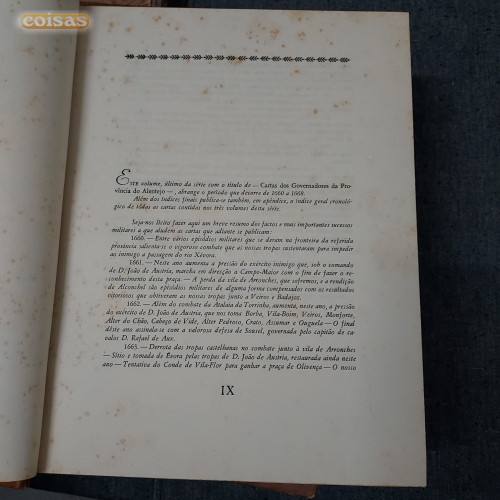 coisas
ESTE volume, último da série com o título de — Cartas dos Governadores da Pro-
víncia do Alentejo —, abrange o período que decorre de 1660 a 1668.
Além dos índices finais publica-se também, em apêndice, o índice geral cronoló-
gico de tôdas as cartas contidas nos três volumes desta série.
Seja-nos lícito fazer aqui um breve resumo dos factos e mais importantes sucessos
militares a que aludem as cartas que adiante se publicam:
1660. — Entre vários episódios militares que se deram na fronteira da referida
província salienta-se o vigoroso combate que as nossas tropas sustentaram para impedir
ao inimigo a passagem do rio Xévora.
1661. — Neste ano aumenta a pressão do exército inimigo que, sob o comando
de D. João de Austria, marcha em direcção a Campo-Maior com o fim de fazer o re-
conhecimento desta praça. — A perda da vila de Arronches, que sofremos, e a rendição
de Alconchel são episódios militares de alguma forma compensados com os resultados
vitoriosos que obtiveram as nossas tropas junto a Veiros e Badajoz.
1662. — Além do combate da Atalaia da Torrinha, aumenta, neste ano, a pressão
do exército de D. João de Austria, que nos toma Borba, Vila-Boim, Veiros, Monforte,
Alter do Chão, Cabeço de Vide, Alter Pedroso, Crato, Assumar e Ouguela — O final
dêste ano assinala-se com a valorosa defesa de Sousel, governada pelo capitão de ca-
valos D. Rafael de Aux.
1663. — Derrota das tropas castelhanas no combate junto à vila de Arronches
— Sítio e tomada de Évora pelas tropas de D. João de Austria, restaurada ainda neste
ano — Tentativa do Conde de Vila-Flor para ganhar a praça de Olivença — O nosso
IX